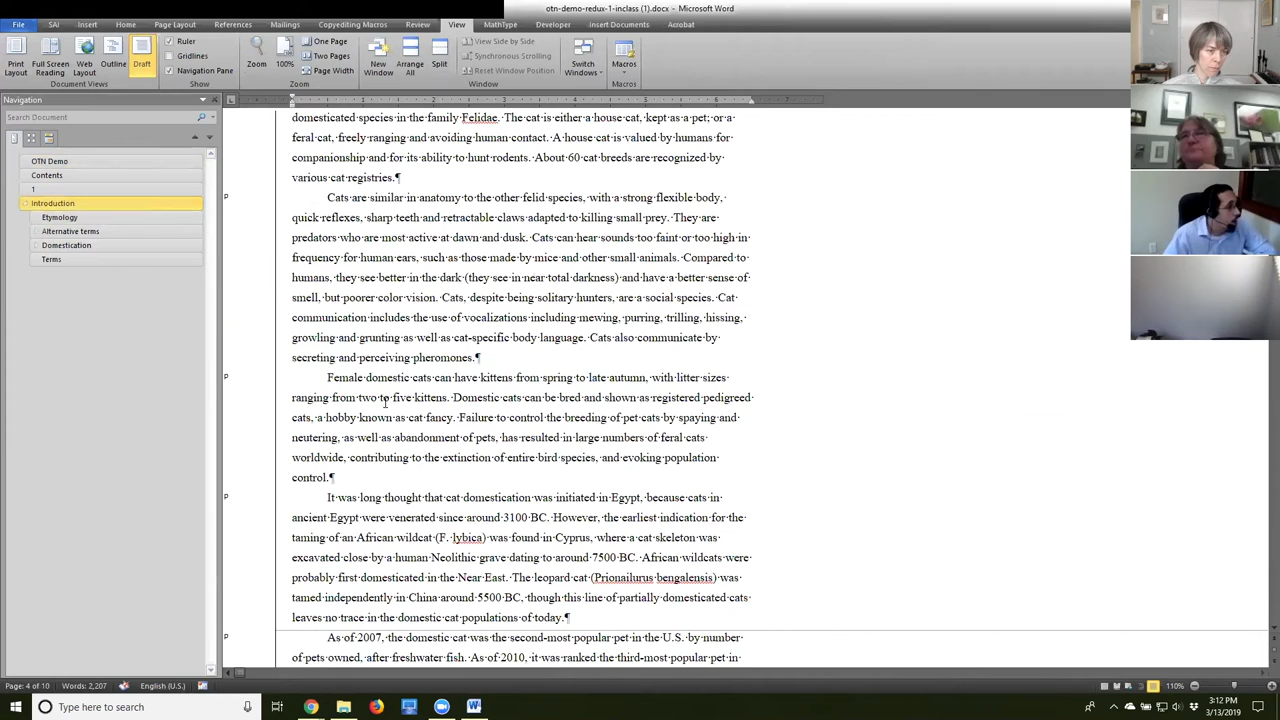 otn-demo-redux-1-inclass (1).docx - Microsoft Word
File SAI Insert Home Page Layout References Mailings Copyediting Macros Review View MathType Developer Insert Documents Acrobat
Print Layout Full Screen Reading Web Layout Outline Draft
Document Views
Ruler
Gridlines
Navigation Pane
Show
Zoom 100% One Page
Two Pages
Page Width
Zoom
New Window Arrange All Split
View Side by Side
Synchronous Scrolling
Reset Window Position
Window
Switch Windows
Macros
Macros
Navigation
Search Document
OTN Demo
Contents
1
Introduction
Etymology
Alternative terms
Domestication
Terms
1 2 3 4 5 6 7
domesticated·species·in·the·family·Felidae.·The·cat·is·either·a·house·cat,·kept·as·a·pet;·or·a·
feral·cat,·freely·ranging·and·avoiding·human·contact.·A·house·cat·is·valued·by·humans·for·
companionship·and·for·its·ability·to·hunt·rodents.·About·60·cat·breeds·are·recognized·by·
various·cat·registries.¶
p Cats·are·similar·in·anatomy·to·the·other·felid·species,·with·a·strong·flexible·body,·
quick·reflexes,·sharp·teeth·and·retractable·claws·adapted·to·killing·small·prey.·They·are·
predators·who·are·most·active·at·dawn·and·dusk.·Cats·can·hear·sounds·too·faint·or·too·high·in·
frequency·for·human·ears,·such·as·those·made·by·mice·and·other·small·animals.·Compared·to·
humans,·they·see·better·in·the·dark·(they·see·in·near·total·darkness)·and·have·a·better·sense·of·
smell,·but·poorer·color·vision.·Cats,·despite·being·solitary·hunters,·are·a·social·species.·Cat·
communication·includes·the·use·of·vocalizations·including·mewing,·purring,·trilling,·hissing,·
growling·and·grunting·as·well·as·cat-specific·body·language.·Cats·also·communicate·by·
secreting·and·perceiving·pheromones.¶
p Female·domestic·cats·can·have·kittens·from·spring·to·late·autumn,·with·litter·sizes·
ranging·from·two·to·five·kittens.·Domestic·cats·can·be·bred·and·shown·as·registered·pedigreed·
cats,·a·hobby·known·as·cat·fancy.·Failure·to·control·the·breeding·of·pet·cats·by·spaying·and·
neutering,·as·well·as·abandonment·of·pets,·has·resulted·in·large·numbers·of·feral·cats·
worldwide,·contributing·to·the·extinction·of·entire·bird·species,·and·evoking·population·
control.¶
p It·was·long·thought·that·cat·domestication·was·initiated·in·Egypt,·because·cats·in·
ancient·Egypt·were·venerated·since·around·3100·BC.·However,·the·earliest·indication·for·the·
taming·of·an·African·wildcat·(F.·lybica)·was·found·in·Cyprus,·where·a·cat·skeleton·was·
excavated·close·by·a·human·Neolithic·grave·dating·to·around·7500·BC.·African·wildcats·were·
probably·first·domesticated·in·the·Near·East.·The·leopard·cat·(Prionailurus·bengalensis)·was·
tamed·independently·in·China·around·5500·BC,·though·this·line·of·partially·domesticated·cats·
leaves·no·trace·in·the·domestic·cat·populations·of·today.¶
p As·of·2007,·the·domestic·cat·was·the·second-most·popular·pet·in·the·U.S.·by·number·
of·pets·owned,·after·freshwater·fish.·As·of·2010,·it·was·ranked·the·third-most·popular·pet·in·
Page: 4 of 10 Words: 2,207 English (U.S.) 110%
Type here to search
3:12 PM
3/13/2019